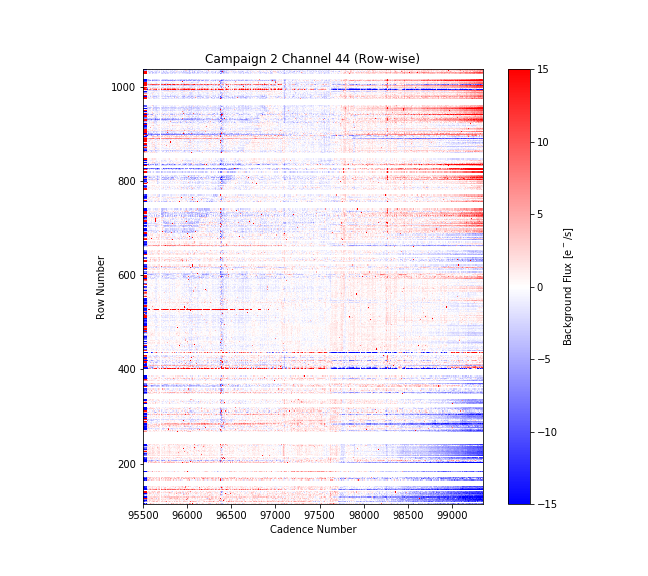 Campaign 2 Channel 44 (Row-wise)
1000
800
600
400
200
Row Number
95500 96000 96500 97000 97500 98000 98500 99000
Cadence Number
15
10
5
0
−5
−10
−15
Background Flux [e⁻/s]